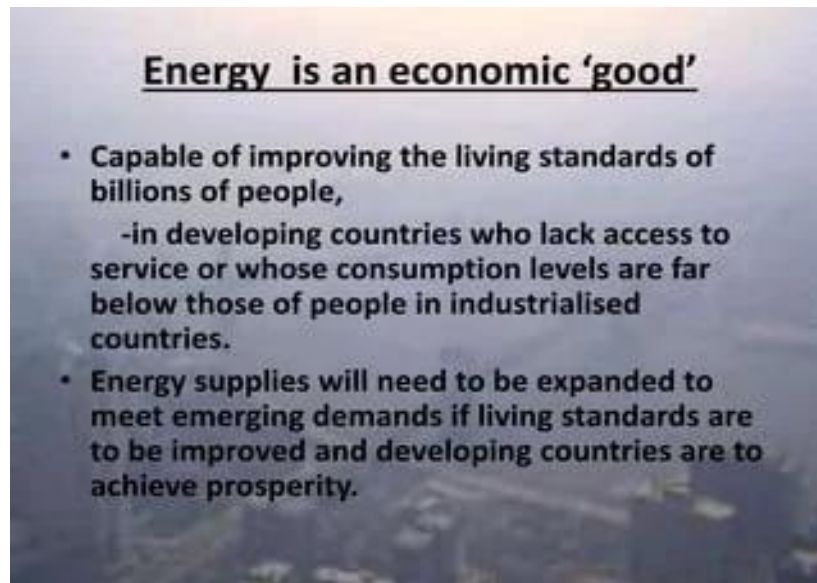 Energy is an economic ‘good’
• Capable of improving the living standards of
billions of people,
-in developing countries who lack access to
service or whose consumption levels are far
below those of people in industrialised
countries.
• Energy supplies will need to be expanded to
meet emerging demands if living standards are
to be improved and developing countries are to
achieve prosperity.